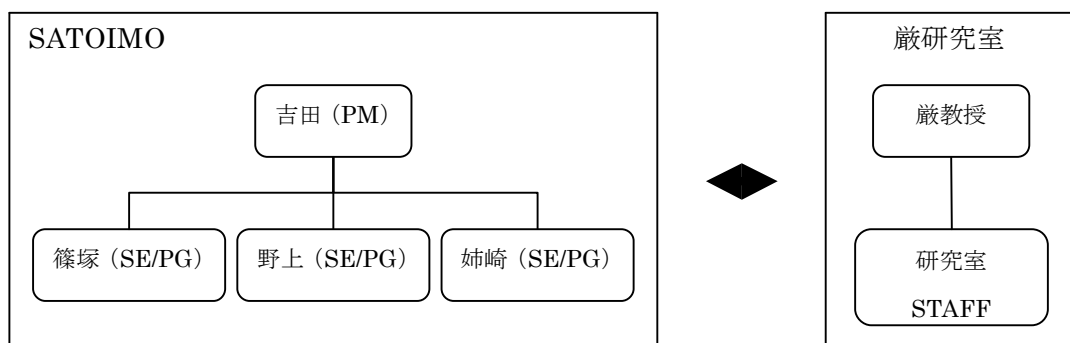 SATOIMO
吉田（PM）
篠塚（SE/PG）
野上（SE/PG）
姉崎（SE/PG）
厳研究室
厳教授
研究室
STAFF